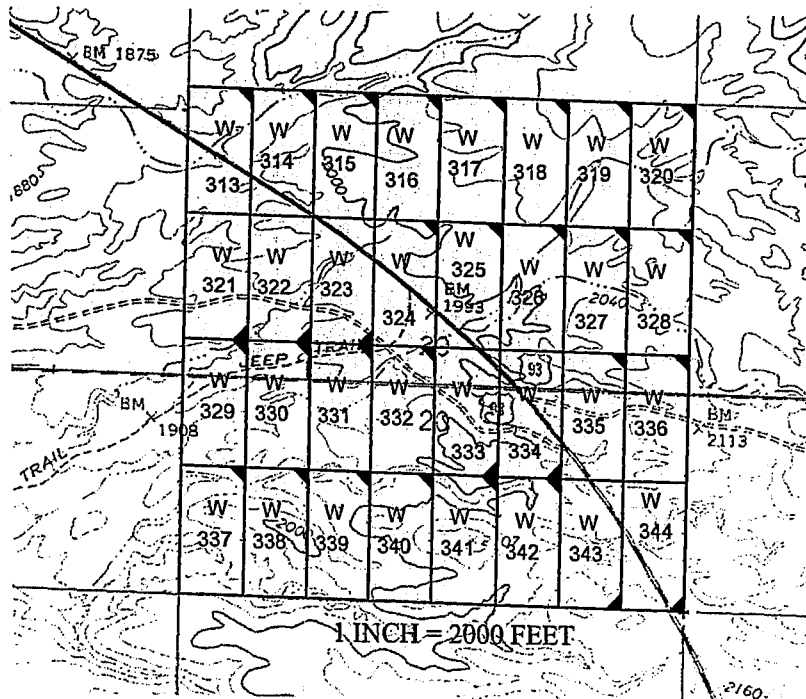 BM 1875
W W W W W W W W
313 314 315 316 317 318 319 320
1880
W W W W W W W W
321 322 323 324 325 326 327 328
BM
1993
2040
EEP TRAIL
93
W W W W W W W W
329 330 331 332 333 334 335 336
BM
1908
93
BM
2113
TRAIL
W W W W W W W W
337 338 339 340 341 342 343 344
2000
1 INCH = 2000 FEET
2160